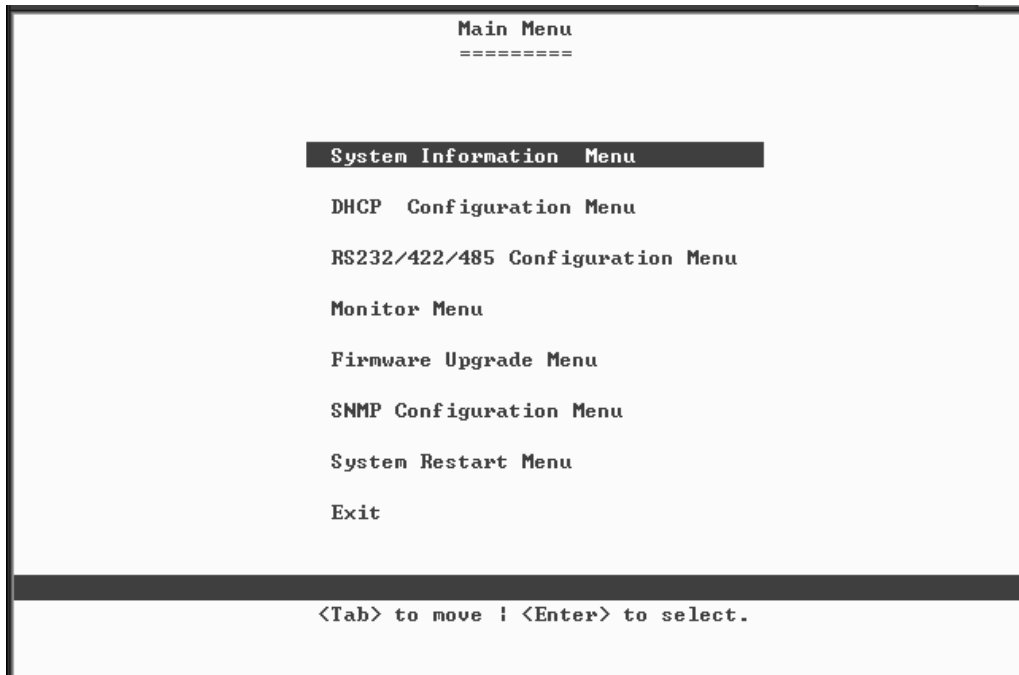 Main Menu
=========
System Information  Menu
DHCP  Configuration Menu
RS232/422/485 Configuration Menu
Monitor Menu
Firmware Upgrade Menu
SNMP Configuration Menu
System Restart Menu
Exit
<Tab> to move ¦ <Enter> to select.